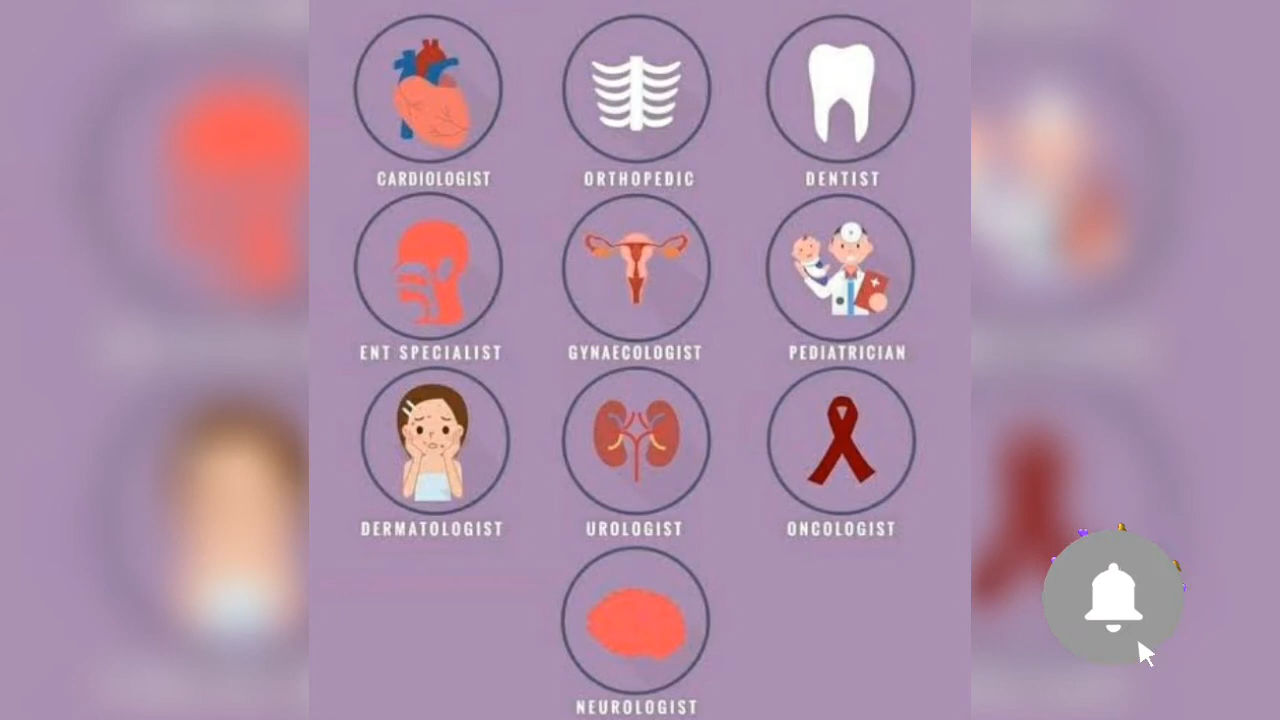 CARDIOLOGIST
ORTHOPEDIC
DENTIST
ENT SPECIALIST
GYNAECOLOGIST
PEDIATRICIAN
DERMATOLOGIST
UROLOGIST
ONCOLOGIST
NEUROLOGIST